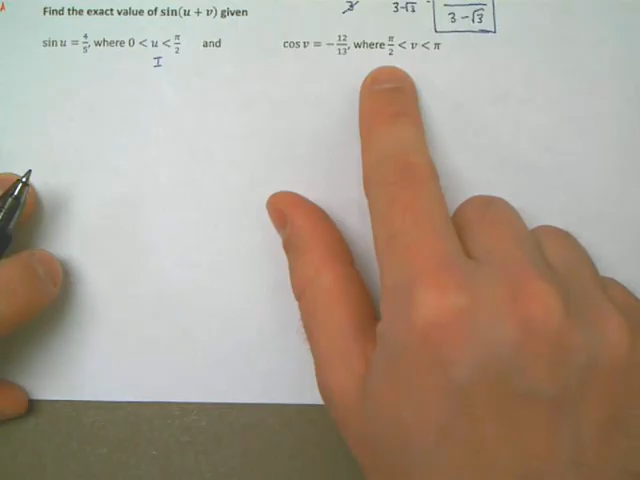 Find the exact value of sin(u + v) given
3 3-√3
3 - √3
sin u = 4/5, where 0 < u < π/2 and cos v = − 12/13, where π/2 < v < π
I